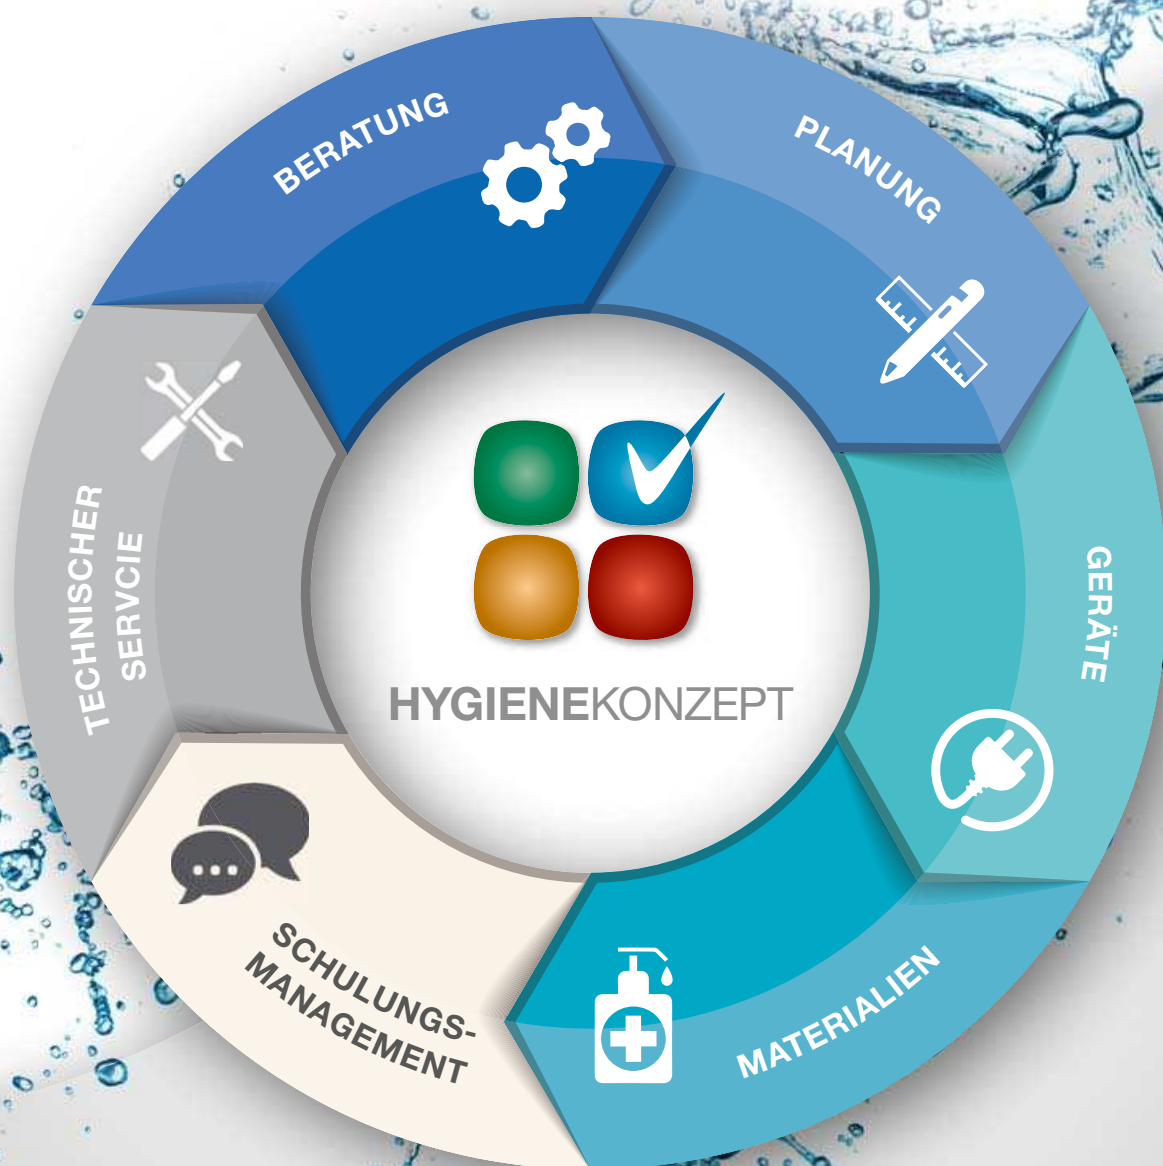 BERATUNG
PLANUNG
GERÄTE
MATERIALIEN
SCHULUNGS-
MANAGEMENT
TECHNISCHER
SERVCIE
HYGIENEKONZEPT